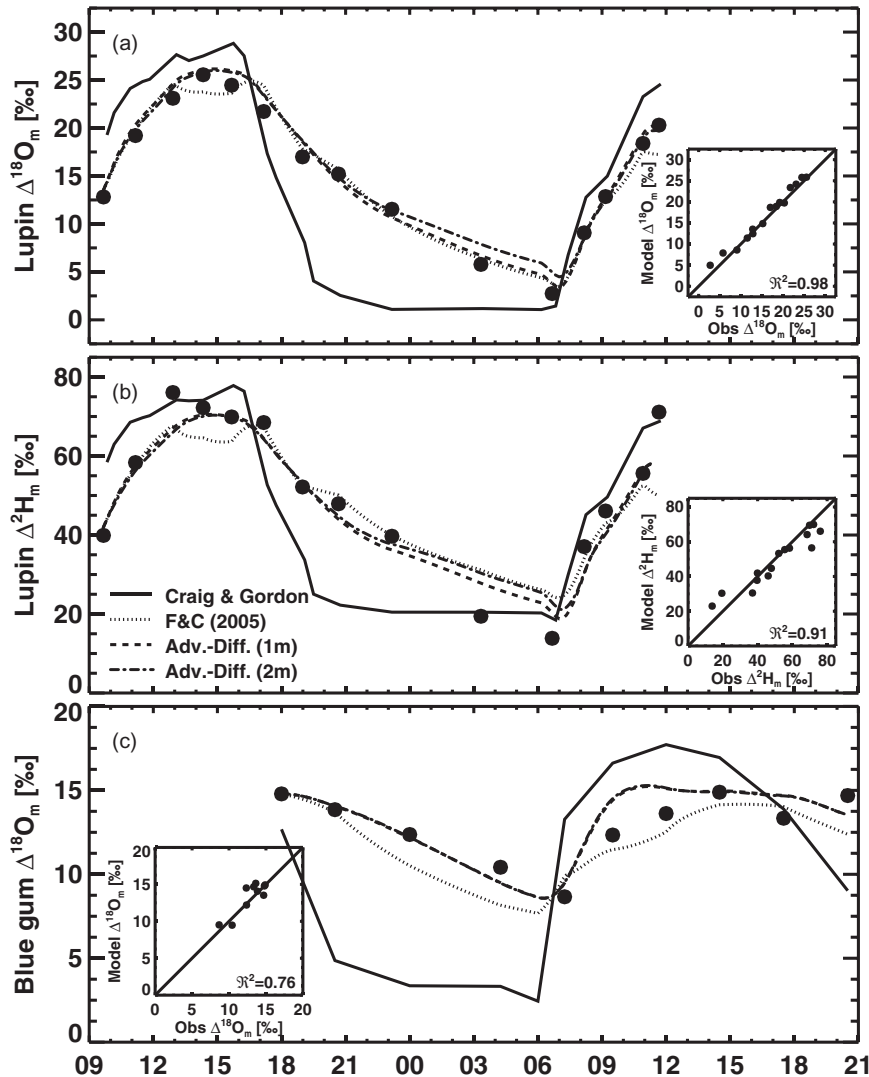 (a)
Lupin Δ¹⁸Oₘ [‰]
30
25
20
15
10
5
0
Model Δ¹⁸Oₘ [‰]
30
25
20
15
10
5
0
ℜ²=0.98
0 5 10 15 20 25 30
Obs Δ¹⁸Oₘ [‰]
(b)
Lupin Δ²Hₘ [‰]
80
60
40
20
0
Craig & Gordon
F&C (2005)
Adv.-Diff. (1m)
Adv.-Diff. (2m)
Model Δ²Hₘ [‰]
80
60
40
20
0
ℜ²=0.91
0 20 40 60 80
Obs Δ²Hₘ [‰]
(c)
Blue gum Δ¹⁸Oₘ [‰]
20
15
10
5
0
Model Δ¹⁸Oₘ [‰]
20
15
10
5
0
ℜ²=0.76
0 5 10 15 20
Obs Δ¹⁸Oₘ [‰]
09 12 15 18 21 00 03 06 09 12 15 18 21